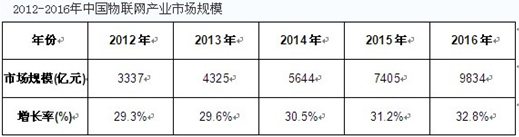 2012-2016年中国物联网产业市场规模
年份 2012年 2013年 2014年 2015年 2016年
市场规模(亿元) 3337 4325 5644 7405 9834
增长率(%) 29.3% 29.6% 30.5% 31.2% 32.8%